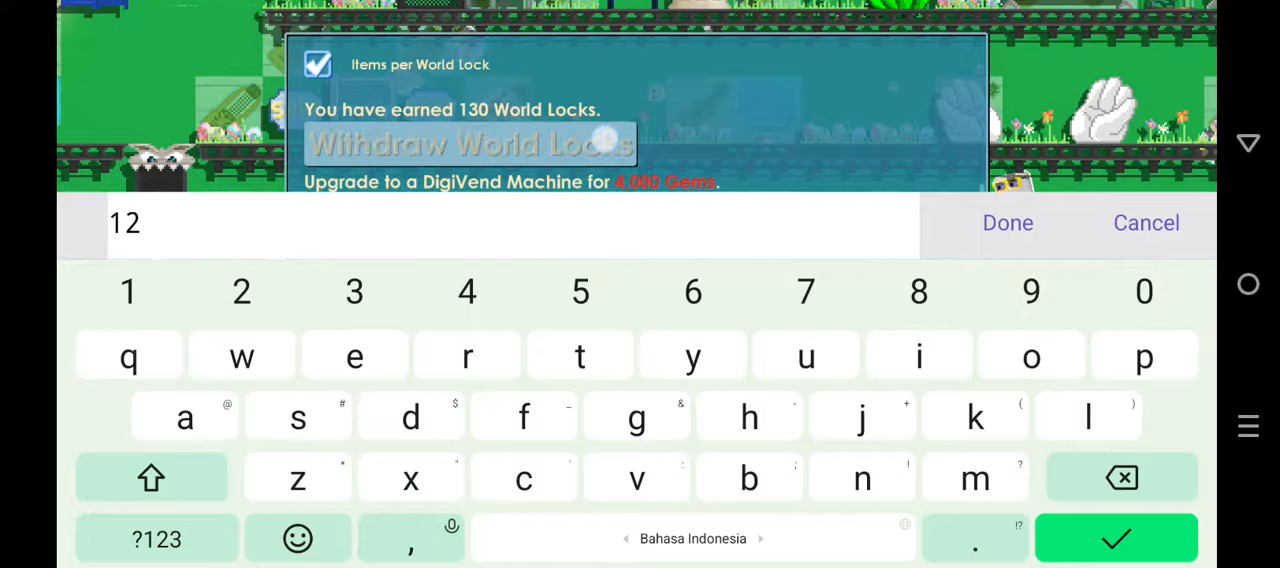 Items per World Lock
You have earned 130 World Locks.
Withdraw World Locks
Upgrade to a DigiVend Machine for 4,000 Gems.
12
Done Cancel
1 2 3 4 5 6 7 8 9 0
q w e r t y u i o p
a @ s # d $ f _ g & h - j + k ( l )
z * x " c ' v : b ; n ! m ?
?123 , Bahasa Indonesia . !?